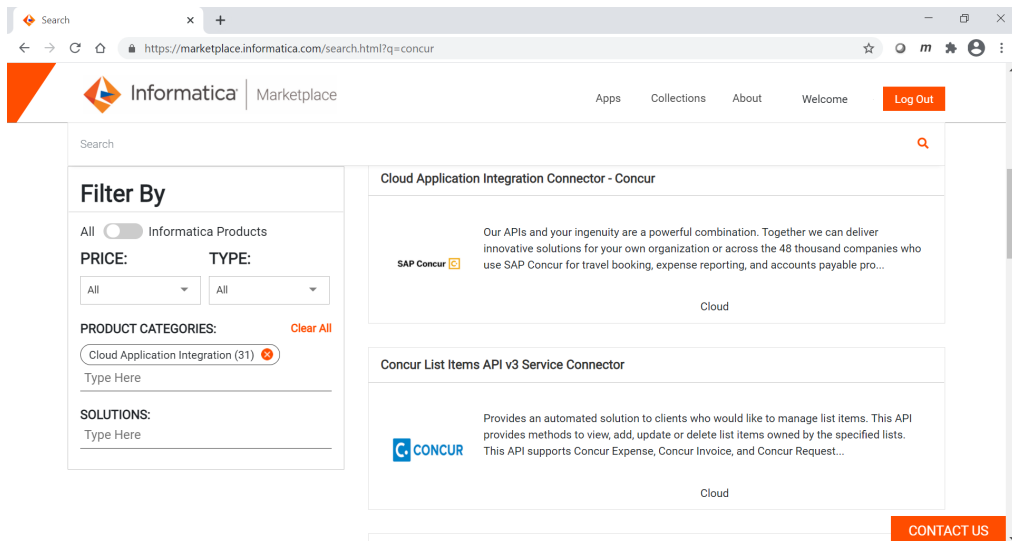 Search
https://marketplace.informatica.com/search.html?q=concur
m
Informatica Marketplace
Apps Collections About Welcome Log Out
Search
Filter By
All Informatica Products
PRICE: TYPE:
All All
PRODUCT CATEGORIES: Clear All
Cloud Application Integration (31)
Type Here
SOLUTIONS:
Type Here
Cloud Application Integration Connector - Concur
Our APIs and your ingenuity are a powerful combination. Together we can deliver
innovative solutions for your own organization or across the 48 thousand companies who
SAP Concur C
use SAP Concur for travel booking, expense reporting, and accounts payable pro...
Cloud
Concur List Items API v3 Service Connector
Provides an automated solution to clients who would like to manage list items. This API
provides methods to view, add, update or delete list items owned by the specified lists.
C. CONCUR
This API supports Concur Expense, Concur Invoice, and Concur Request...
Cloud
CONTACT US